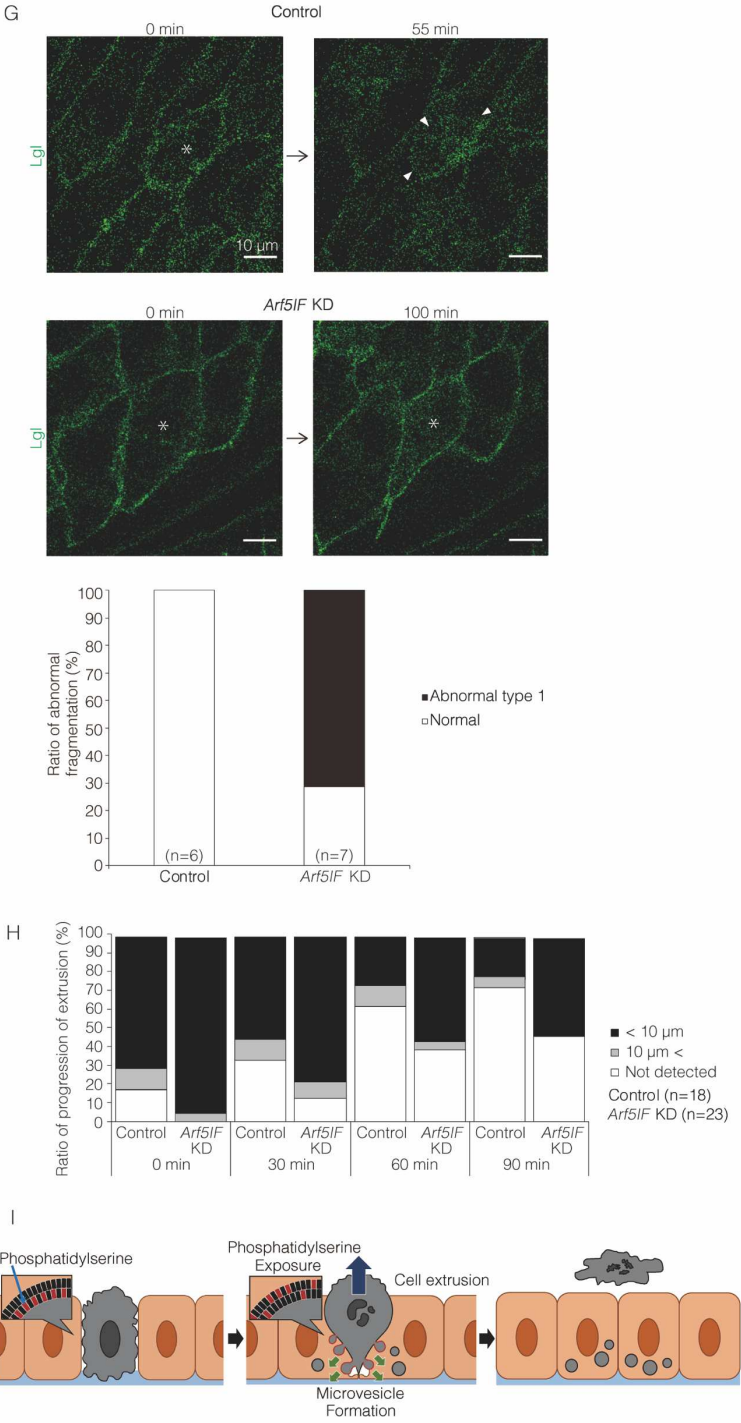 G
Control
0 min
55 min
Lgl
*
10 µm
Arf5IF KD
0 min
100 min
Lgl
*
*
Ratio of abnormal
fragmentation (%)
100
90
80
70
60
50
40
30
20
10
0
(n=6)
(n=7)
Control
Arf5IF KD
Abnormal type 1
Normal
H
Ratio of progression of extrusion (%)
100
90
80
70
60
50
40
30
20
10
0
Control
Arf5IF
KD
Control
Arf5IF
KD
Control
Arf5IF
KD
Control
Arf5IF
KD
0 min
30 min
60 min
90 min
< 10 µm
10 µm <
Not detected
Control (n=18)
Arf5IF KD (n=23)
I
Phosphatidylserine
Phosphatidylserine
Exposure
Cell extrusion
Microvesicle
Formation